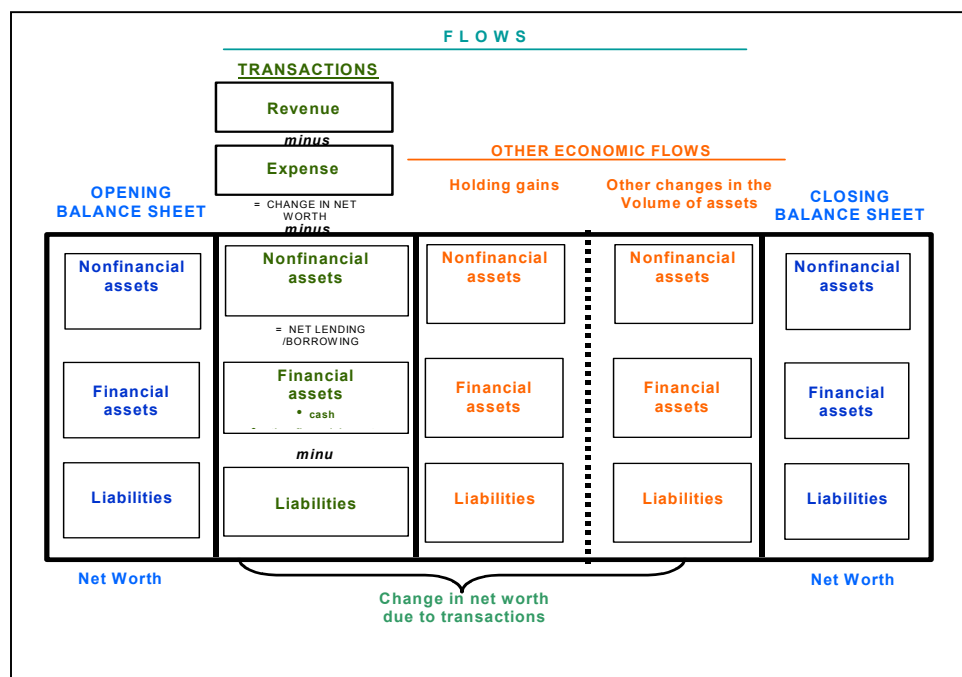 FLOWS
TRANSACTIONS
Revenue
minus
Expense
= CHANGE IN NET
WORTH
minus
OTHER ECONOMIC FLOWS
Holding gains
Other changes in the
Volume of assets
OPENING
BALANCE SHEET
CLOSING
BALANCE SHEET
Nonfinancial
assets
Nonfinancial
assets
Nonfinancial
assets
Nonfinancial
assets
Nonfinancial
assets
= NET LENDING
/BORROWING
Financial
assets
Financial
assets
• cash
Financial
assets
Financial
assets
Financial
assets
minu
Liabilities
Liabilities
Liabilities
Liabilities
Liabilities
Net Worth
Net Worth
Change in net worth
due to transactions